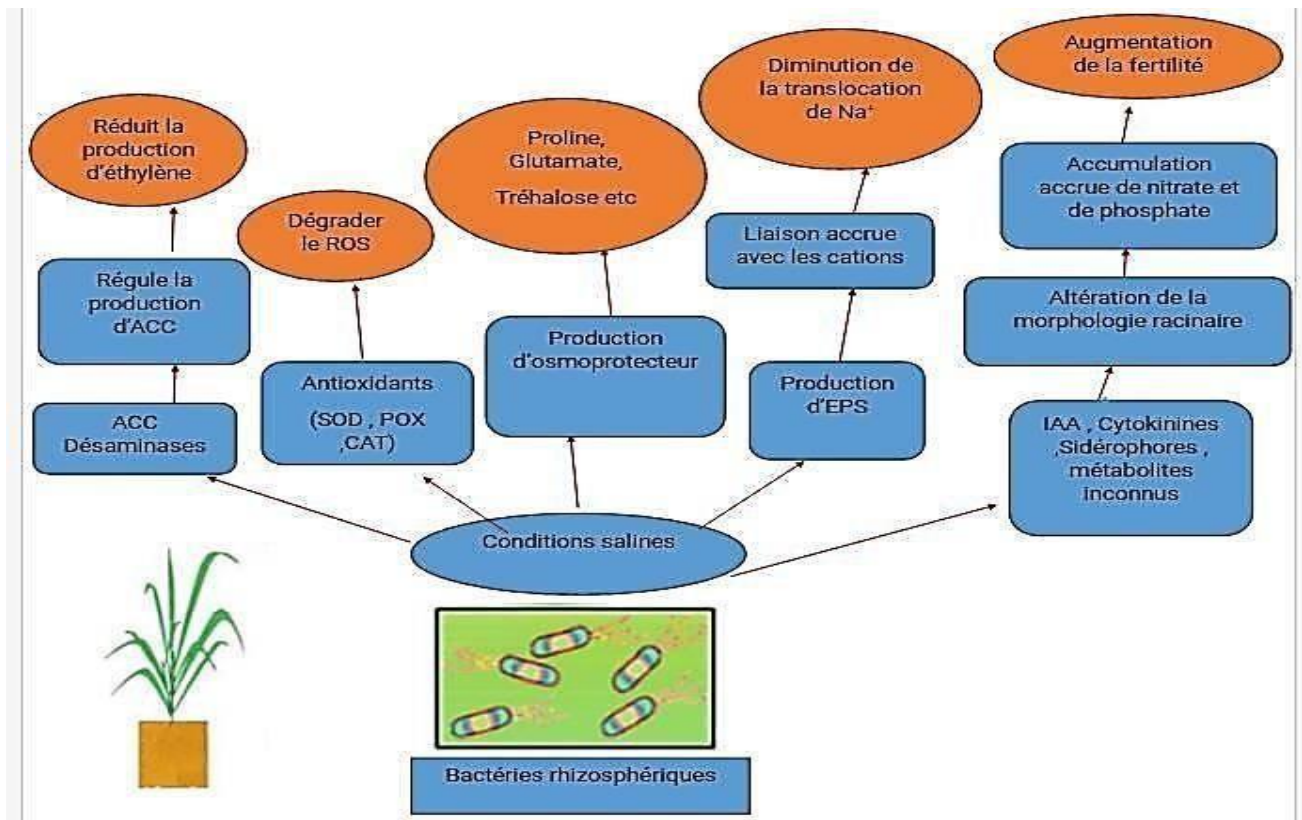 Réduit la
production
d'éthylène
Régule la
production
d'ACC
ACC
Désaminases
Dégrader
le ROS
Antioxidants
(SOD , POX
,CAT)
Proline,
Glutamate,
Tréhalose etc
Production
d'osmoprotecteur
Diminution de
la translocation
de Na⁺
Liaison accrue
avec les cations
Production
d'EPS
Augmentation
de la fertilité
Accumulation
accrue de nitrate et
de phosphate
Altération de la
morphologie racinaire
IAA , Cytokinines
,Sidérophores ,
métabolites
inconnus
Conditions salines
Bactéries rhizosphériques